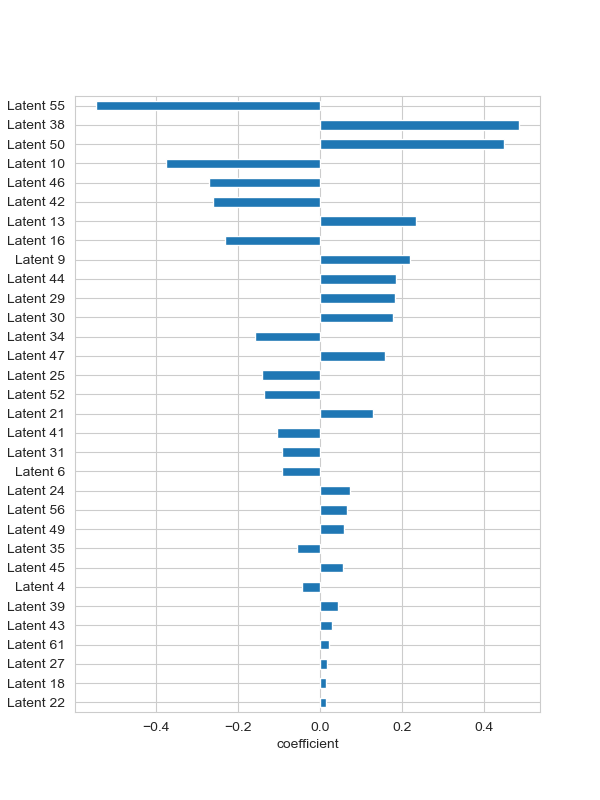 Latent 55
Latent 38
Latent 50
Latent 10
Latent 46
Latent 42
Latent 13
Latent 16
Latent 9
Latent 44
Latent 29
Latent 30
Latent 34
Latent 47
Latent 25
Latent 52
Latent 21
Latent 41
Latent 31
Latent 6
Latent 24
Latent 56
Latent 49
Latent 35
Latent 45
Latent 4
Latent 39
Latent 43
Latent 61
Latent 27
Latent 18
Latent 22
−0.4 −0.2 0.0 0.2 0.4
coefficient